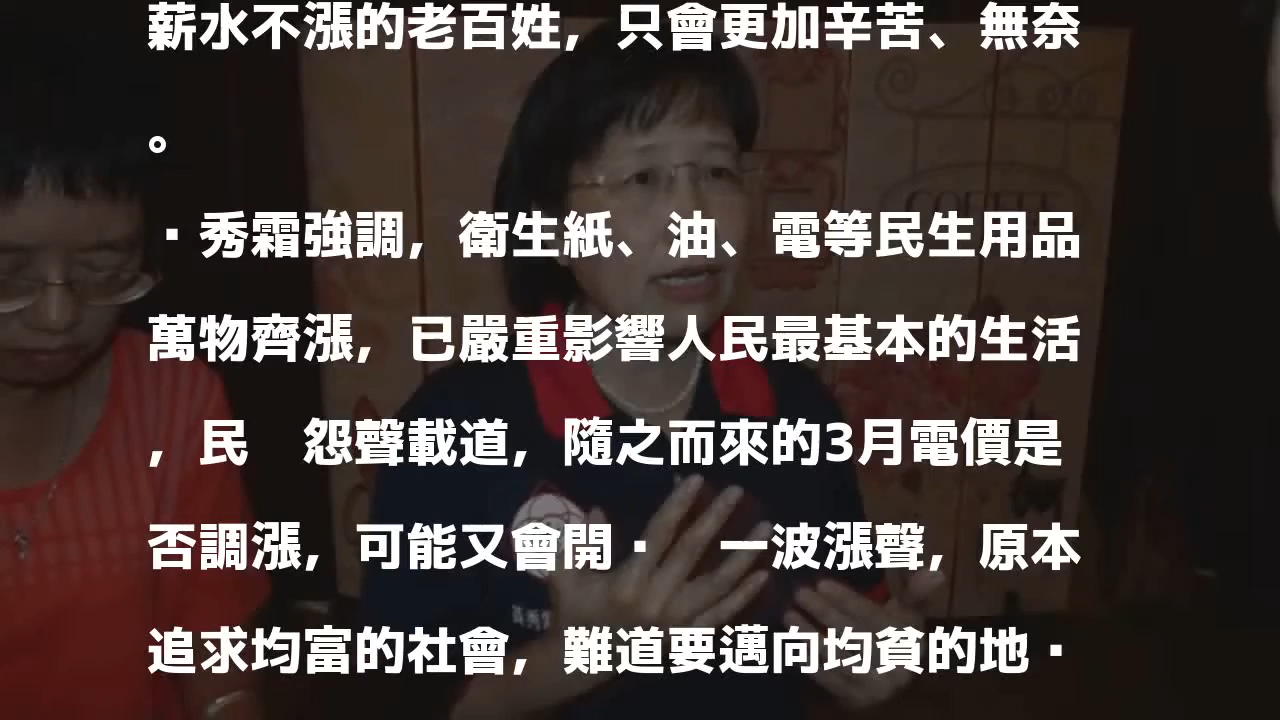 薪水不漲的老百姓，只會更加辛苦、無奈
。
▪秀霜強調，衛生紙、油、電等民生用品
萬物齊漲，已嚴重影響人民最基本的生活
，民　怨聲載道，隨之而來的3月電價是
否調漲，可能又會開▪　一波漲聲，原本
追求均富的社會，難道要邁向均貧的地▪